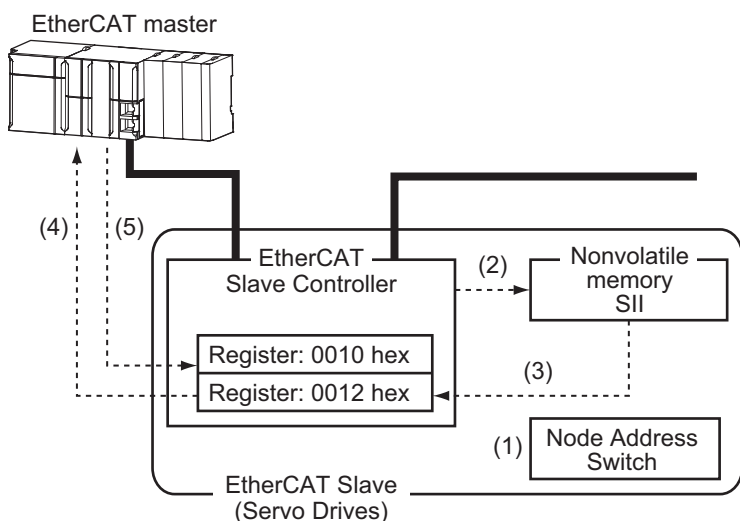 EtherCAT master
(4)
(5)
EtherCAT
Slave Controller
(2)
Nonvolatile
memory
SII
Register: 0010 hex
Register: 0012 hex
(3)
(1)
Node Address
Switch
EtherCAT Slave
(Servo Drives)